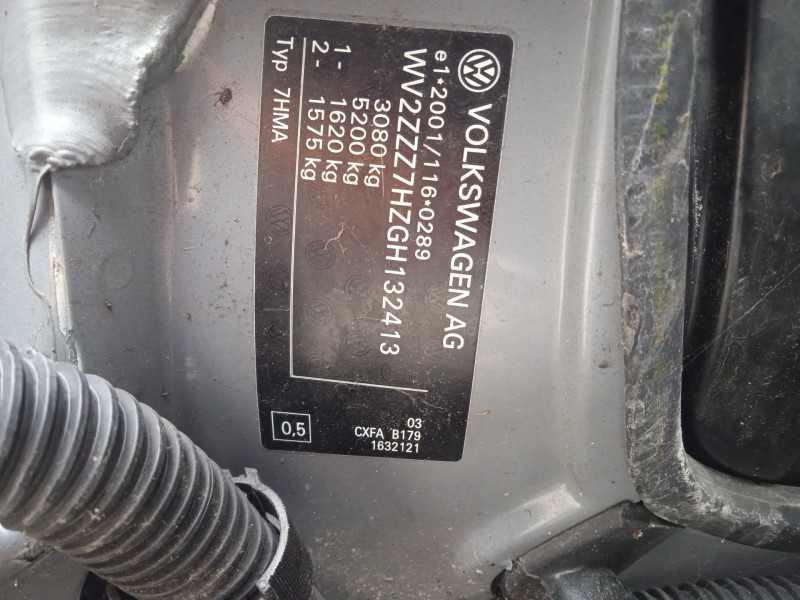 VOLKSWAGEN AG
e1*2001/116*0289
WV2ZZZ7HZGH132413
3080 kg
5200 kg
1 - 1620 kg
2 - 1575 kg
Typ 7HMA
03
CXFA B179
1632121
0,5